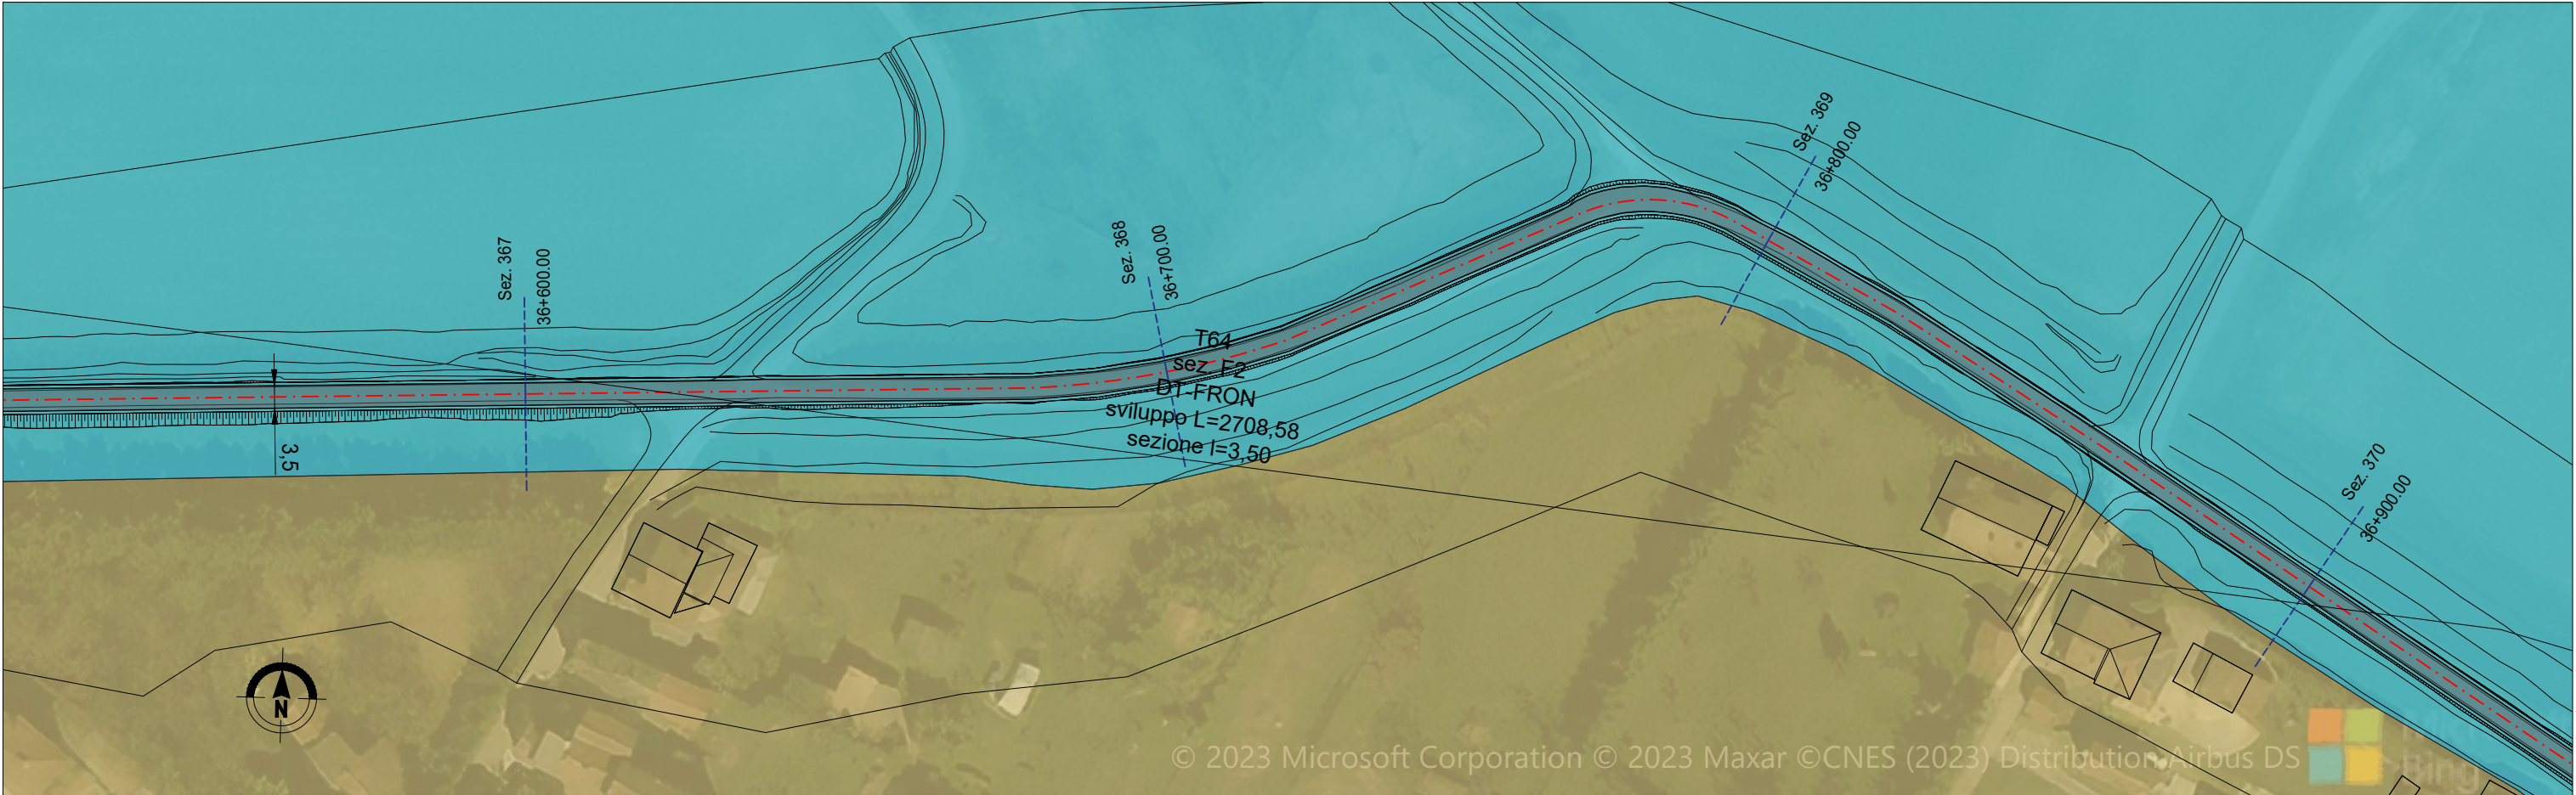 Sez. 367
36+600.00
Sez. 368
36+700.00
Sez. 369
36+800.00
T64
sez. F2
DT-FRON
sviluppo L=2708,58
sezione l=3,50
3,5
Sez. 370
36+900.00
N
© 2023 Microsoft Corporation © 2023 Maxar ©CNES (2023) Distribution Airbus DS
Bing